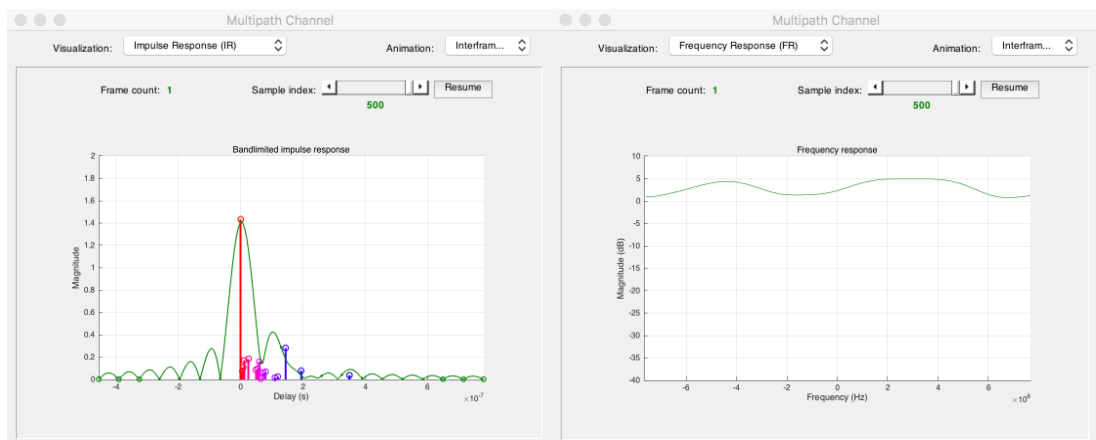 Multipath Channel
Visualization: Impulse Response (IR) Animation: Interfram...
Frame count: 1 Sample index: Resume
500
Bandlimited impulse response
2
1.8
1.6
1.4
1.2
1
0.8
0.6
0.4
0.2
0
Magnitude
-4 -2 0 2 4 6
Delay (s)
×10⁻⁷
Multipath Channel
Visualization: Frequency Response (FR) Animation: Interfram...
Frame count: 1 Sample index: Resume
500
Frequency response
10
5
0
-5
-10
-15
-20
-25
-30
-35
-40
Magnitude (dB)
-6 -4 -2 0 2 4 6
Frequency (Hz)
×10⁶